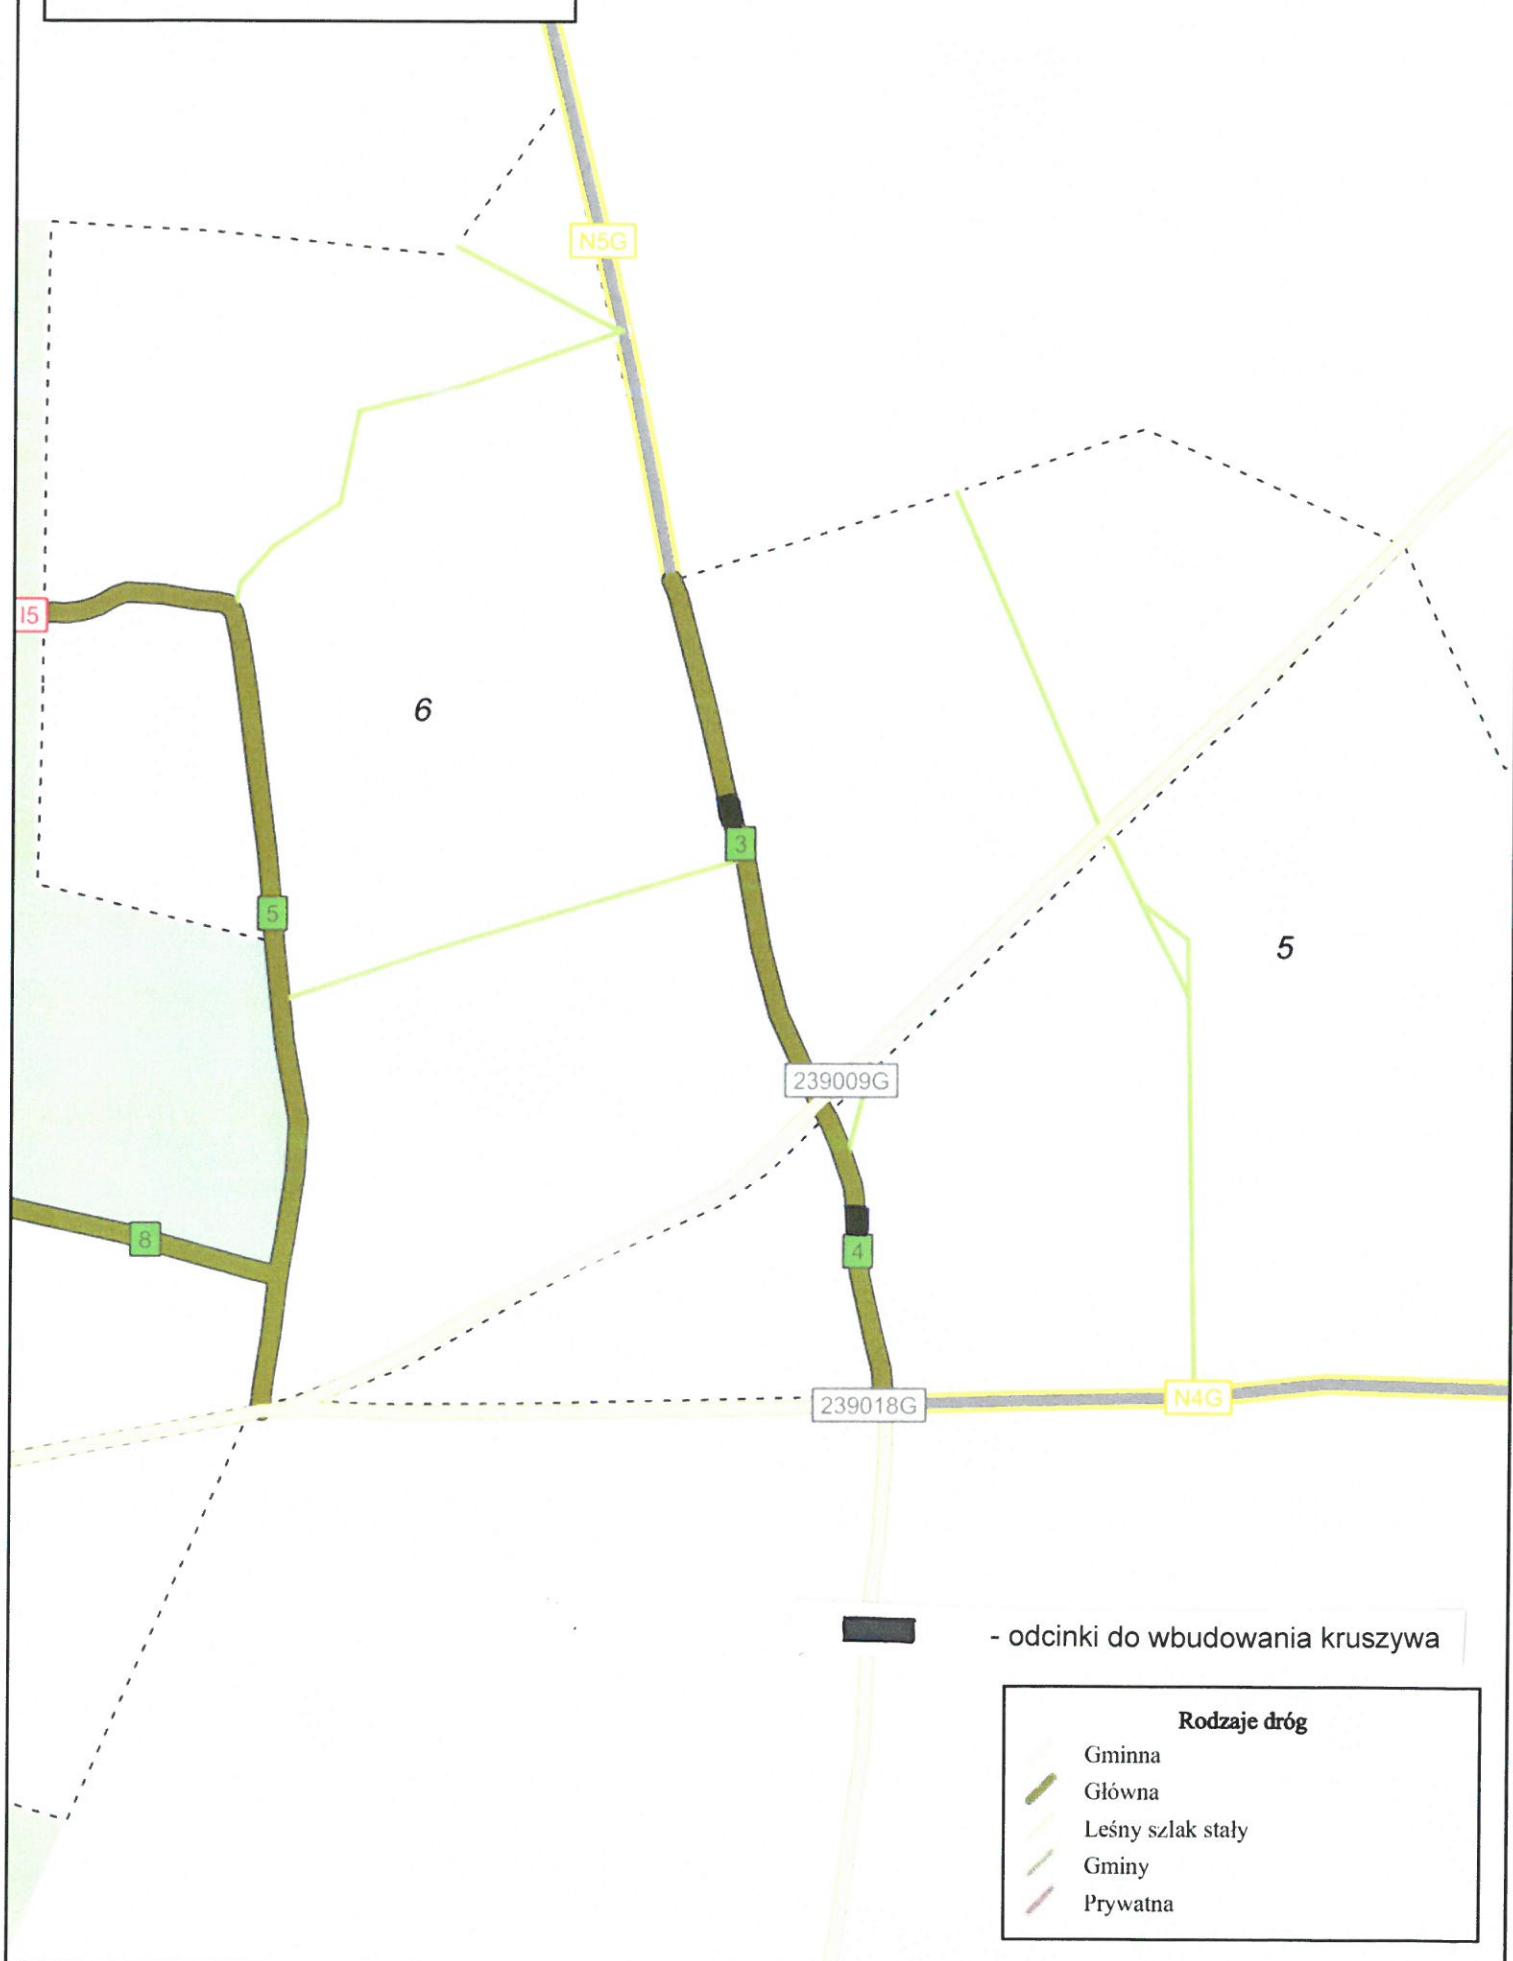 N5G
I5
6
3
5
5
239009G
8
4
239018G
N4G
- odcinki do wbudowania kruszywa
Rodzaje dróg
Gminna
Główna
Leśny szlak stały
Gminy
Prywatna